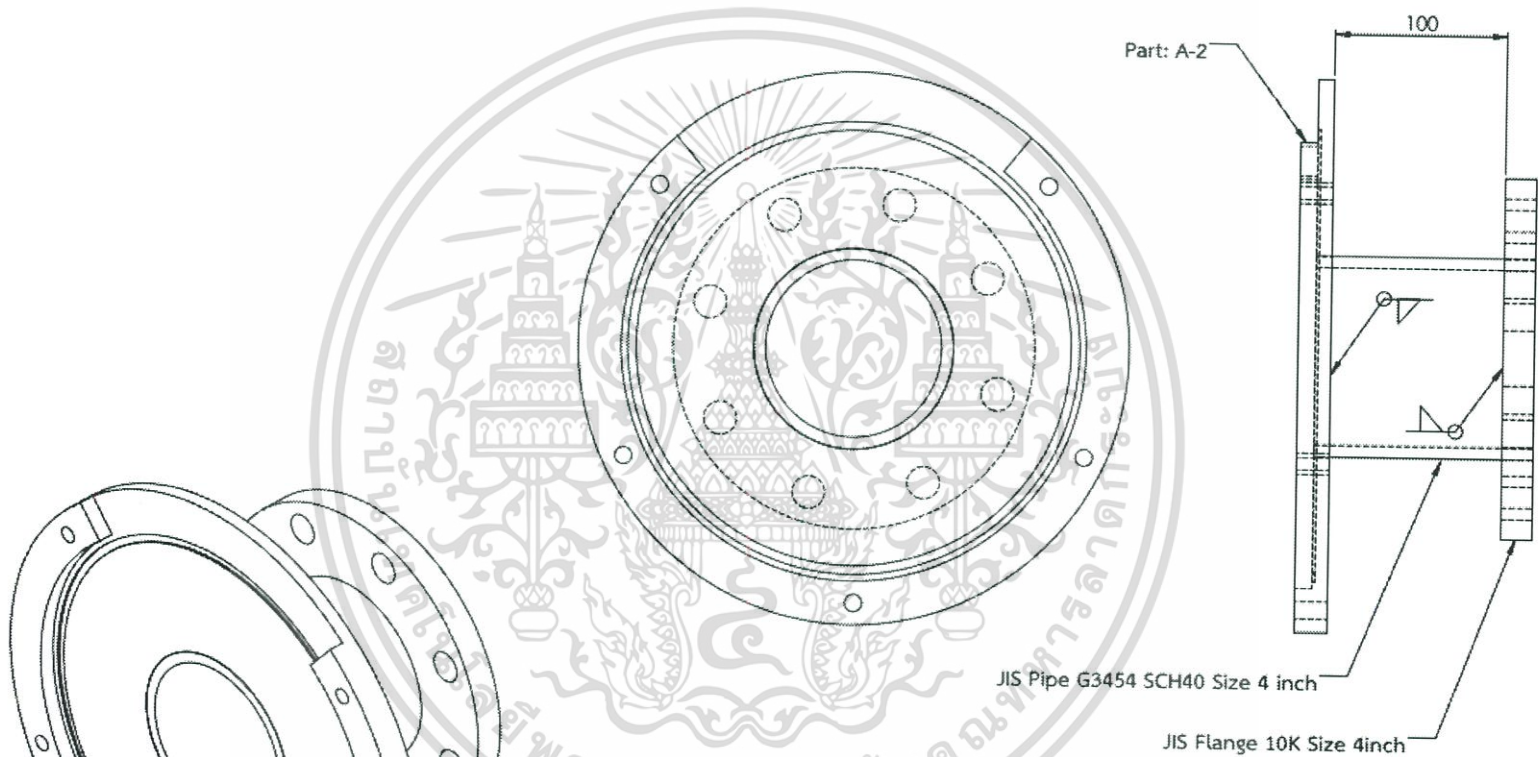 100
Part: A-2
JIS Pipe G3454 SCH40 Size 4 inch
JIS Flange 10K Size 4inch